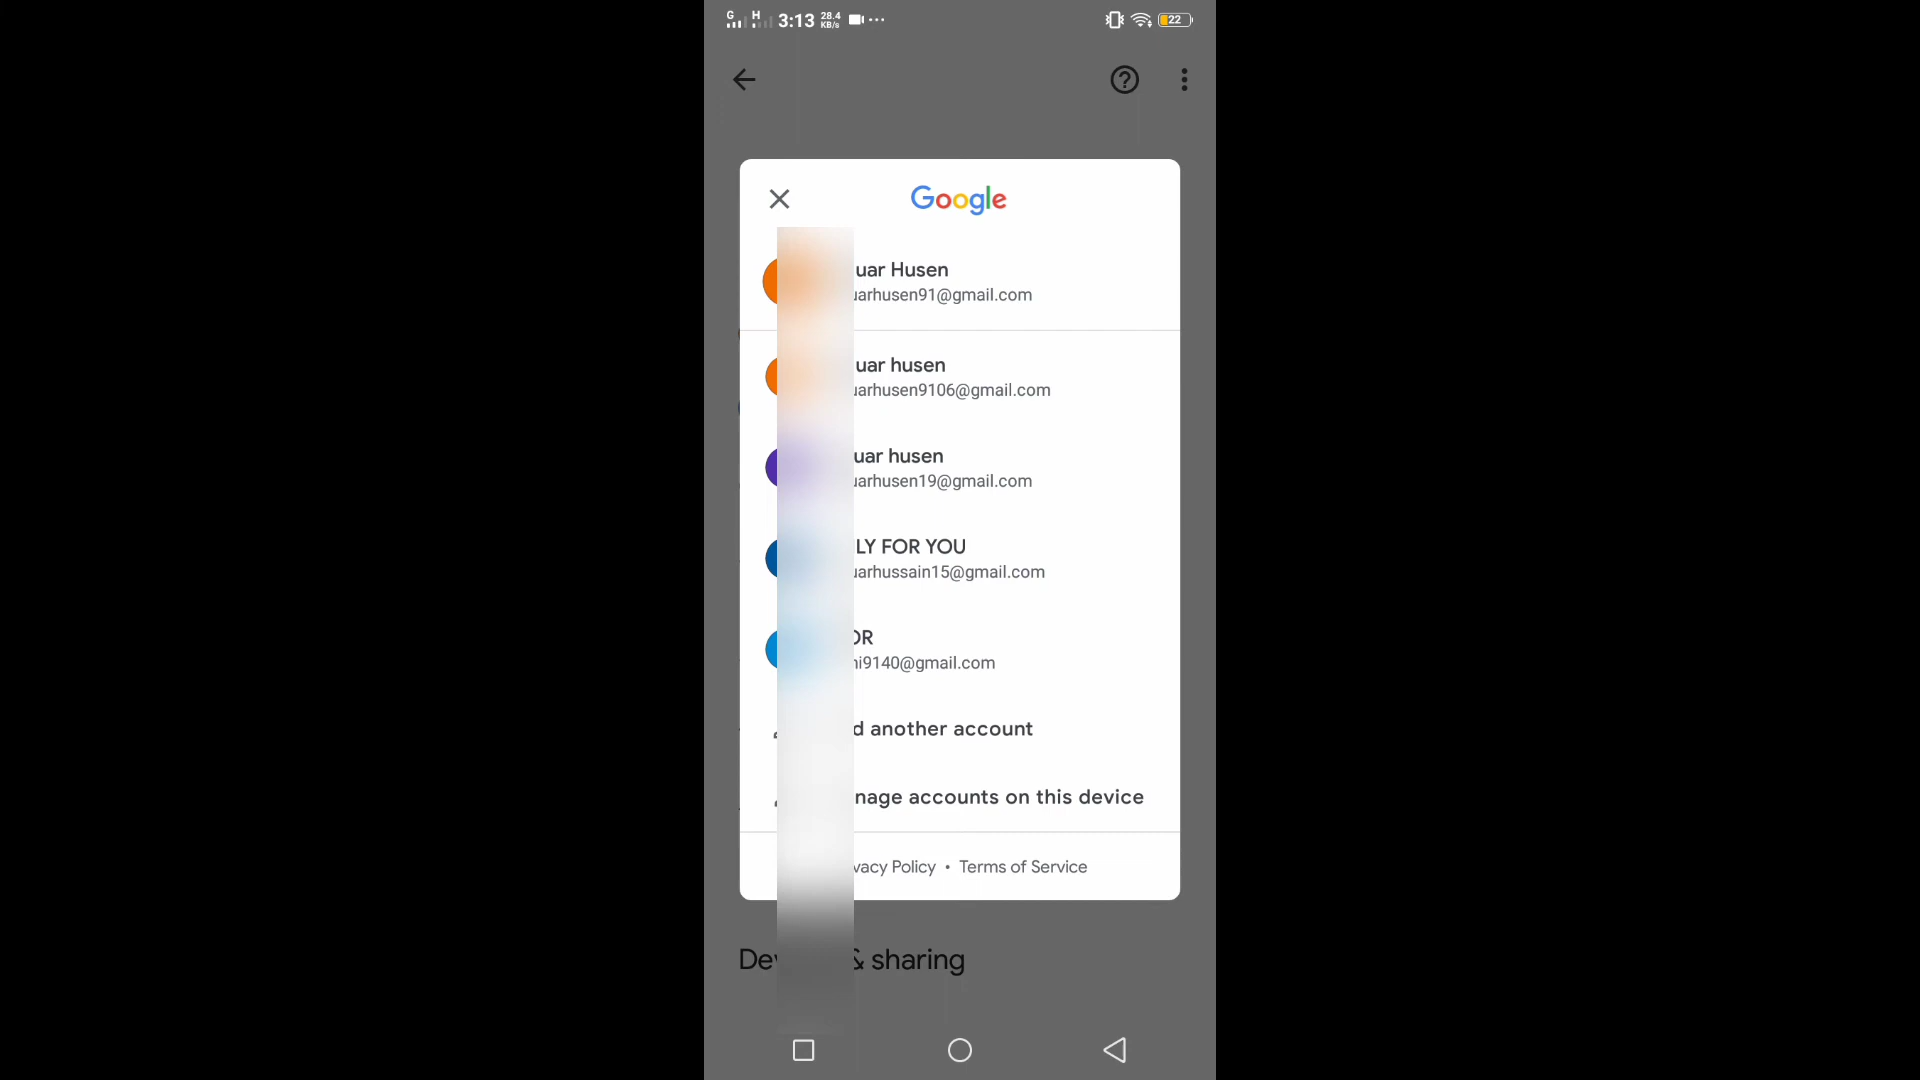 G H 3:13 28.4 KB/s 22
Google
uar Husen
uarhusen91@gmail.com
uar husen
uarhusen9106@gmail.com
uar husen
uarhusen19@gmail.com
LY FOR YOU
uarhussain15@gmail.com
OR
ni9140@gmail.com
d another account
nage accounts on this device
vacy Policy • Terms of Service
De & sharing